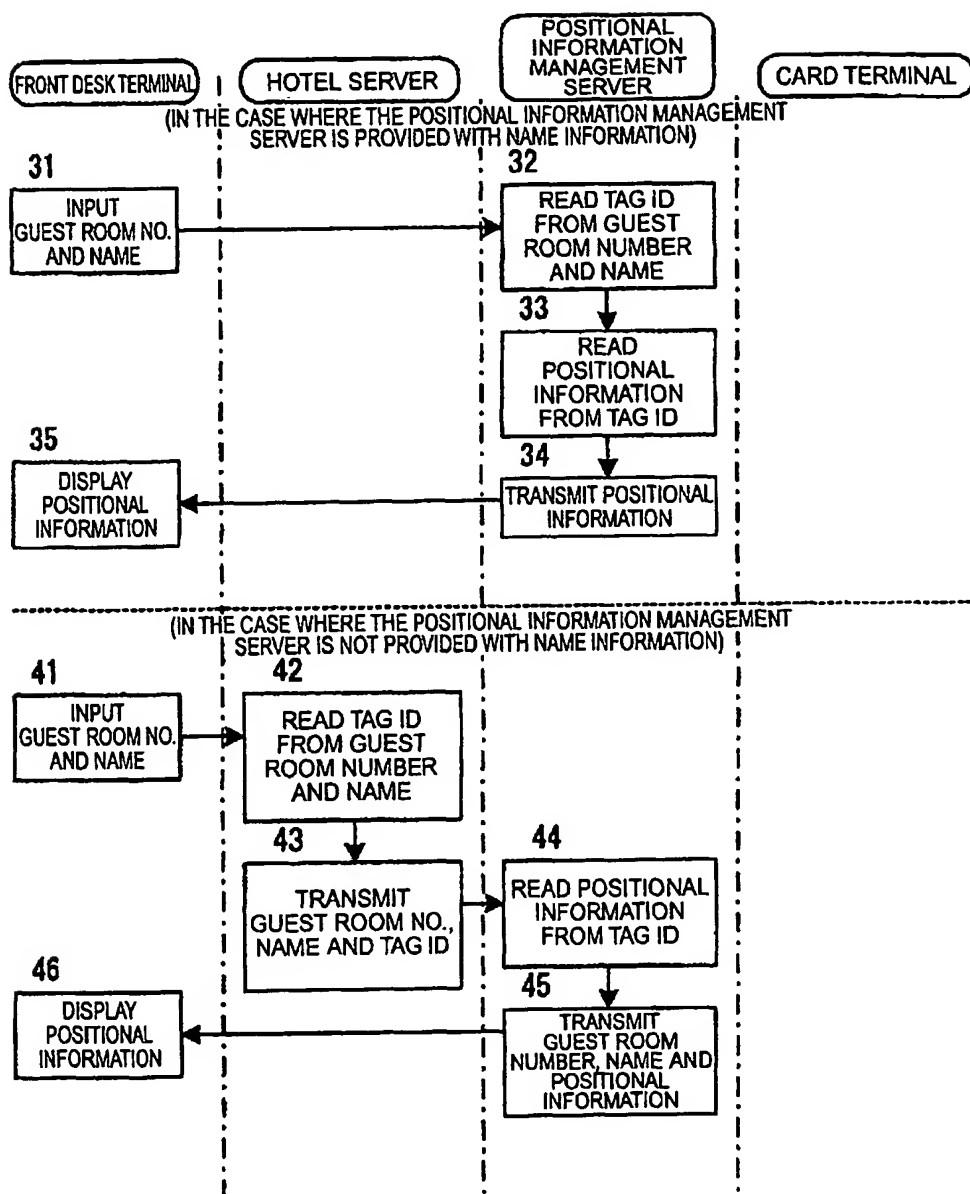 FRONT DESK TERMINAL
HOTEL SERVER
POSITIONAL
INFORMATION
MANAGEMENT
SERVER
CARD TERMINAL
(IN THE CASE WHERE THE POSITIONAL INFORMATION MANAGEMENT
SERVER IS PROVIDED WITH NAME INFORMATION)
31
INPUT
GUEST ROOM NO.
AND NAME
32
READ TAG ID
FROM GUEST
ROOM NUMBER
AND NAME
33
READ
POSITIONAL
INFORMATION
FROM TAG ID
34
TRANSMIT POSITIONAL
INFORMATION
35
DISPLAY
POSITIONAL
INFORMATION
(IN THE CASE WHERE THE POSITIONAL INFORMATION MANAGEMENT
SERVER IS NOT PROVIDED WITH NAME INFORMATION)
41
INPUT
GUEST ROOM NO.
AND NAME
42
READ TAG ID
FROM GUEST
ROOM NUMBER
AND NAME
43
TRANSMIT
GUEST ROOM NO.,
NAME AND TAG ID
44
READ POSITIONAL
INFORMATION
FROM TAG ID
45
TRANSMIT
GUEST ROOM
NUMBER, NAME AND
POSITIONAL
INFORMATION
46
DISPLAY
POSITIONAL
INFORMATION